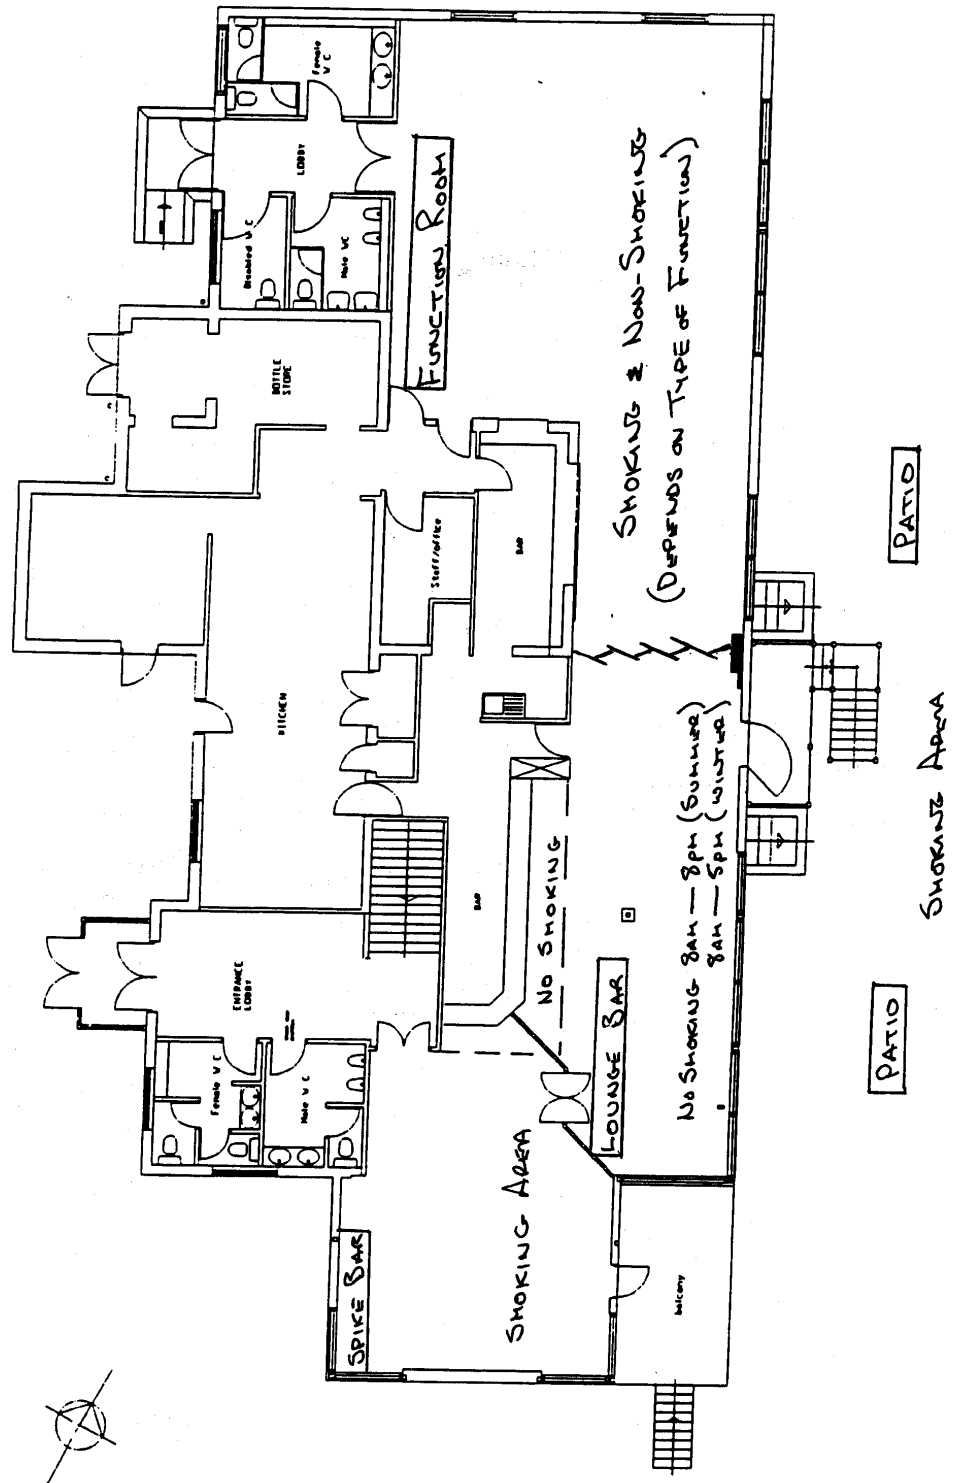 Female
W C
LOBBY
Disabled W C
Male WC
FUNCTION ROOM
BOTTLE
STORE
SMOKING & NON-SMOKING
(DEPENDS ON TYPE OF FUNCTION)
PATIO
Staff/office
BAR
KITCHEN
BAR
NO SMOKING
NO SMOKING 8AM — 8PM (SUMMER)
8AM — 5PM (WINTER)
SMOKING AREA
ENTRANCE
LOBBY
LOUNGE BAR
PATIO
Female W C
Male W C
SMOKING AREA
SPIKE BAR
balcony